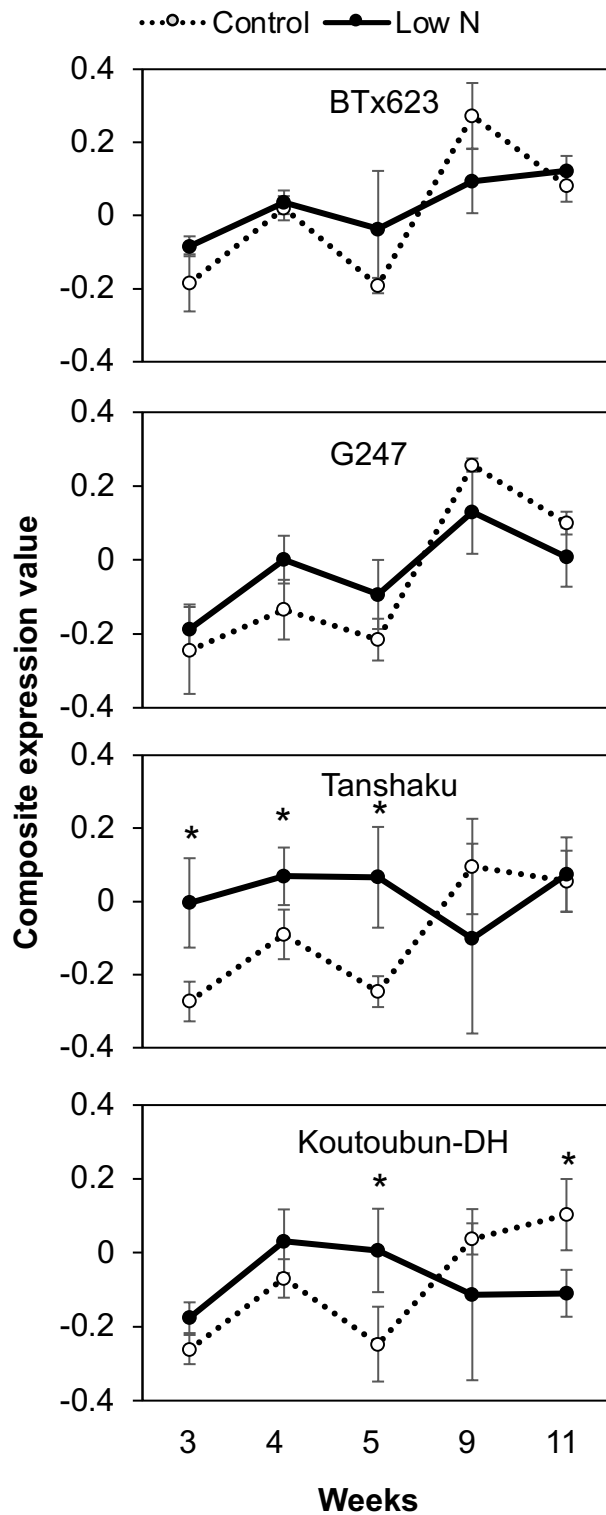 Control Low N
0.4
BTx623
0.2
0
-0.2
-0.4
0.4
G247
0.2
0
-0.2
-0.4
0.4
Tanshaku
0.2
* * *
0
-0.2
-0.4
0.4
Koutoubun-DH
0.2
* *
0
-0.2
-0.4
3 4 5 9 11
Weeks
Composite expression value